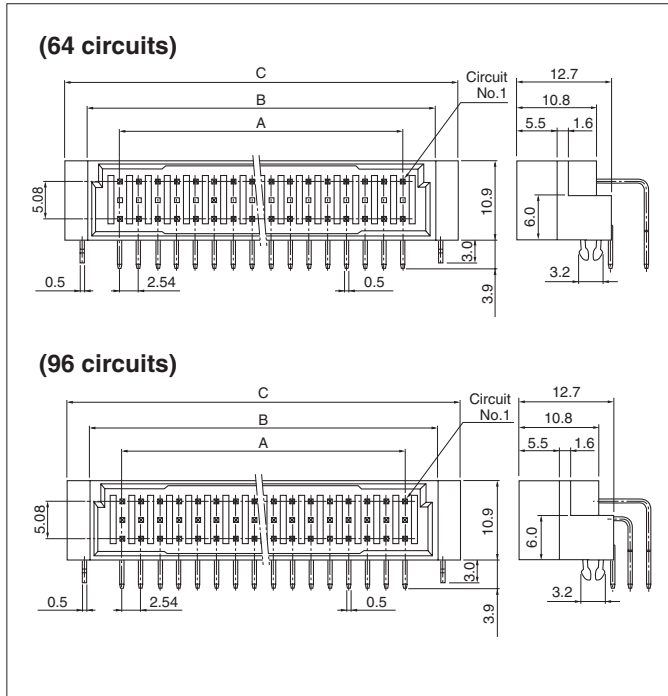 (64 circuits)
C
Circuit
No.1
12.7
B
10.8
A
5.5
1.6
5.08
10.9
6.0
3.0
0.5
2.54
0.5
3.2
3.9
(96 circuits)
C
Circuit
No.1
12.7
B
10.8
A
5.5
1.6
5.08
10.9
6.0
3.0
0.5
2.54
0.5
3.2
3.9